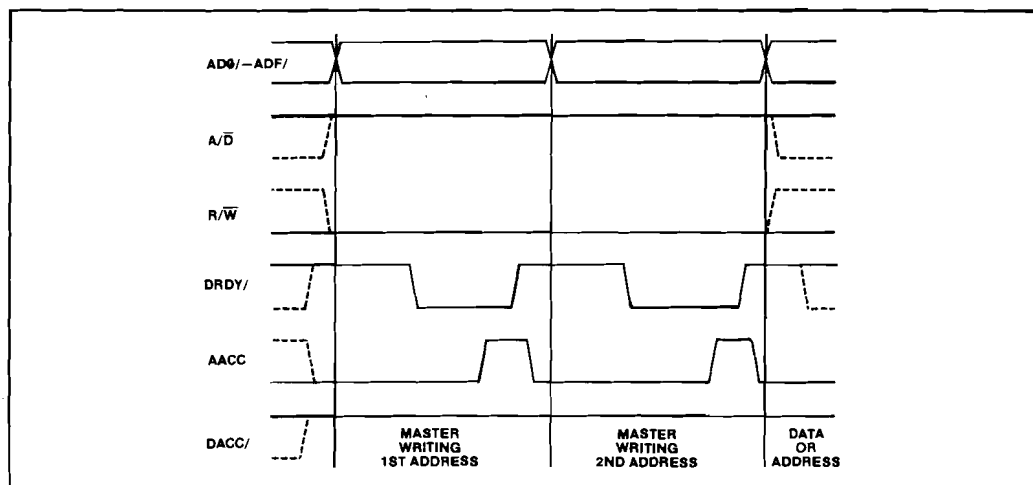 AD0/–ADF/
A/D̅
R/W̅
DRDY/
AACC
DACC/
MASTER
WRITING
1ST ADDRESS
MASTER
WRITING
2ND ADDRESS
DATA
OR
ADDRESS